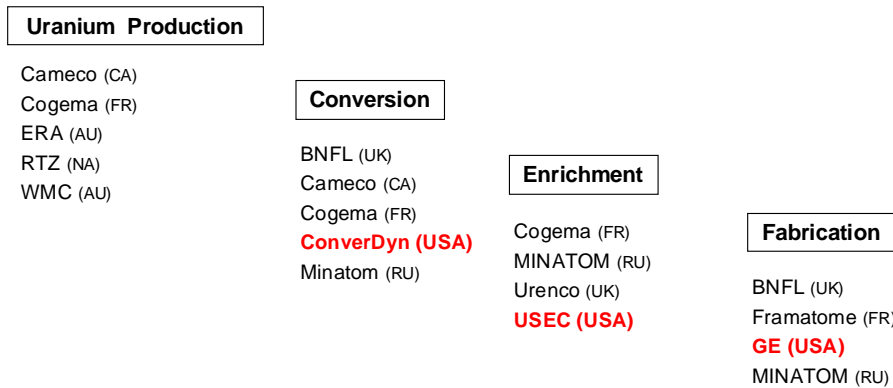 Uranium Production
Cameco (CA)
Cogema (FR)
ERA (AU)
RTZ (NA)
WMC (AU)
Conversion
BNFL (UK)
Cameco (CA)
Cogema (FR)
ConverDyn (USA)
Minatom (RU)
Enrichment
Cogema (FR)
MINATOM (RU)
Urenco (UK)
USEC (USA)
Fabrication
BNFL (UK)
Framatome (FR)
GE (USA)
MINATOM (RU)